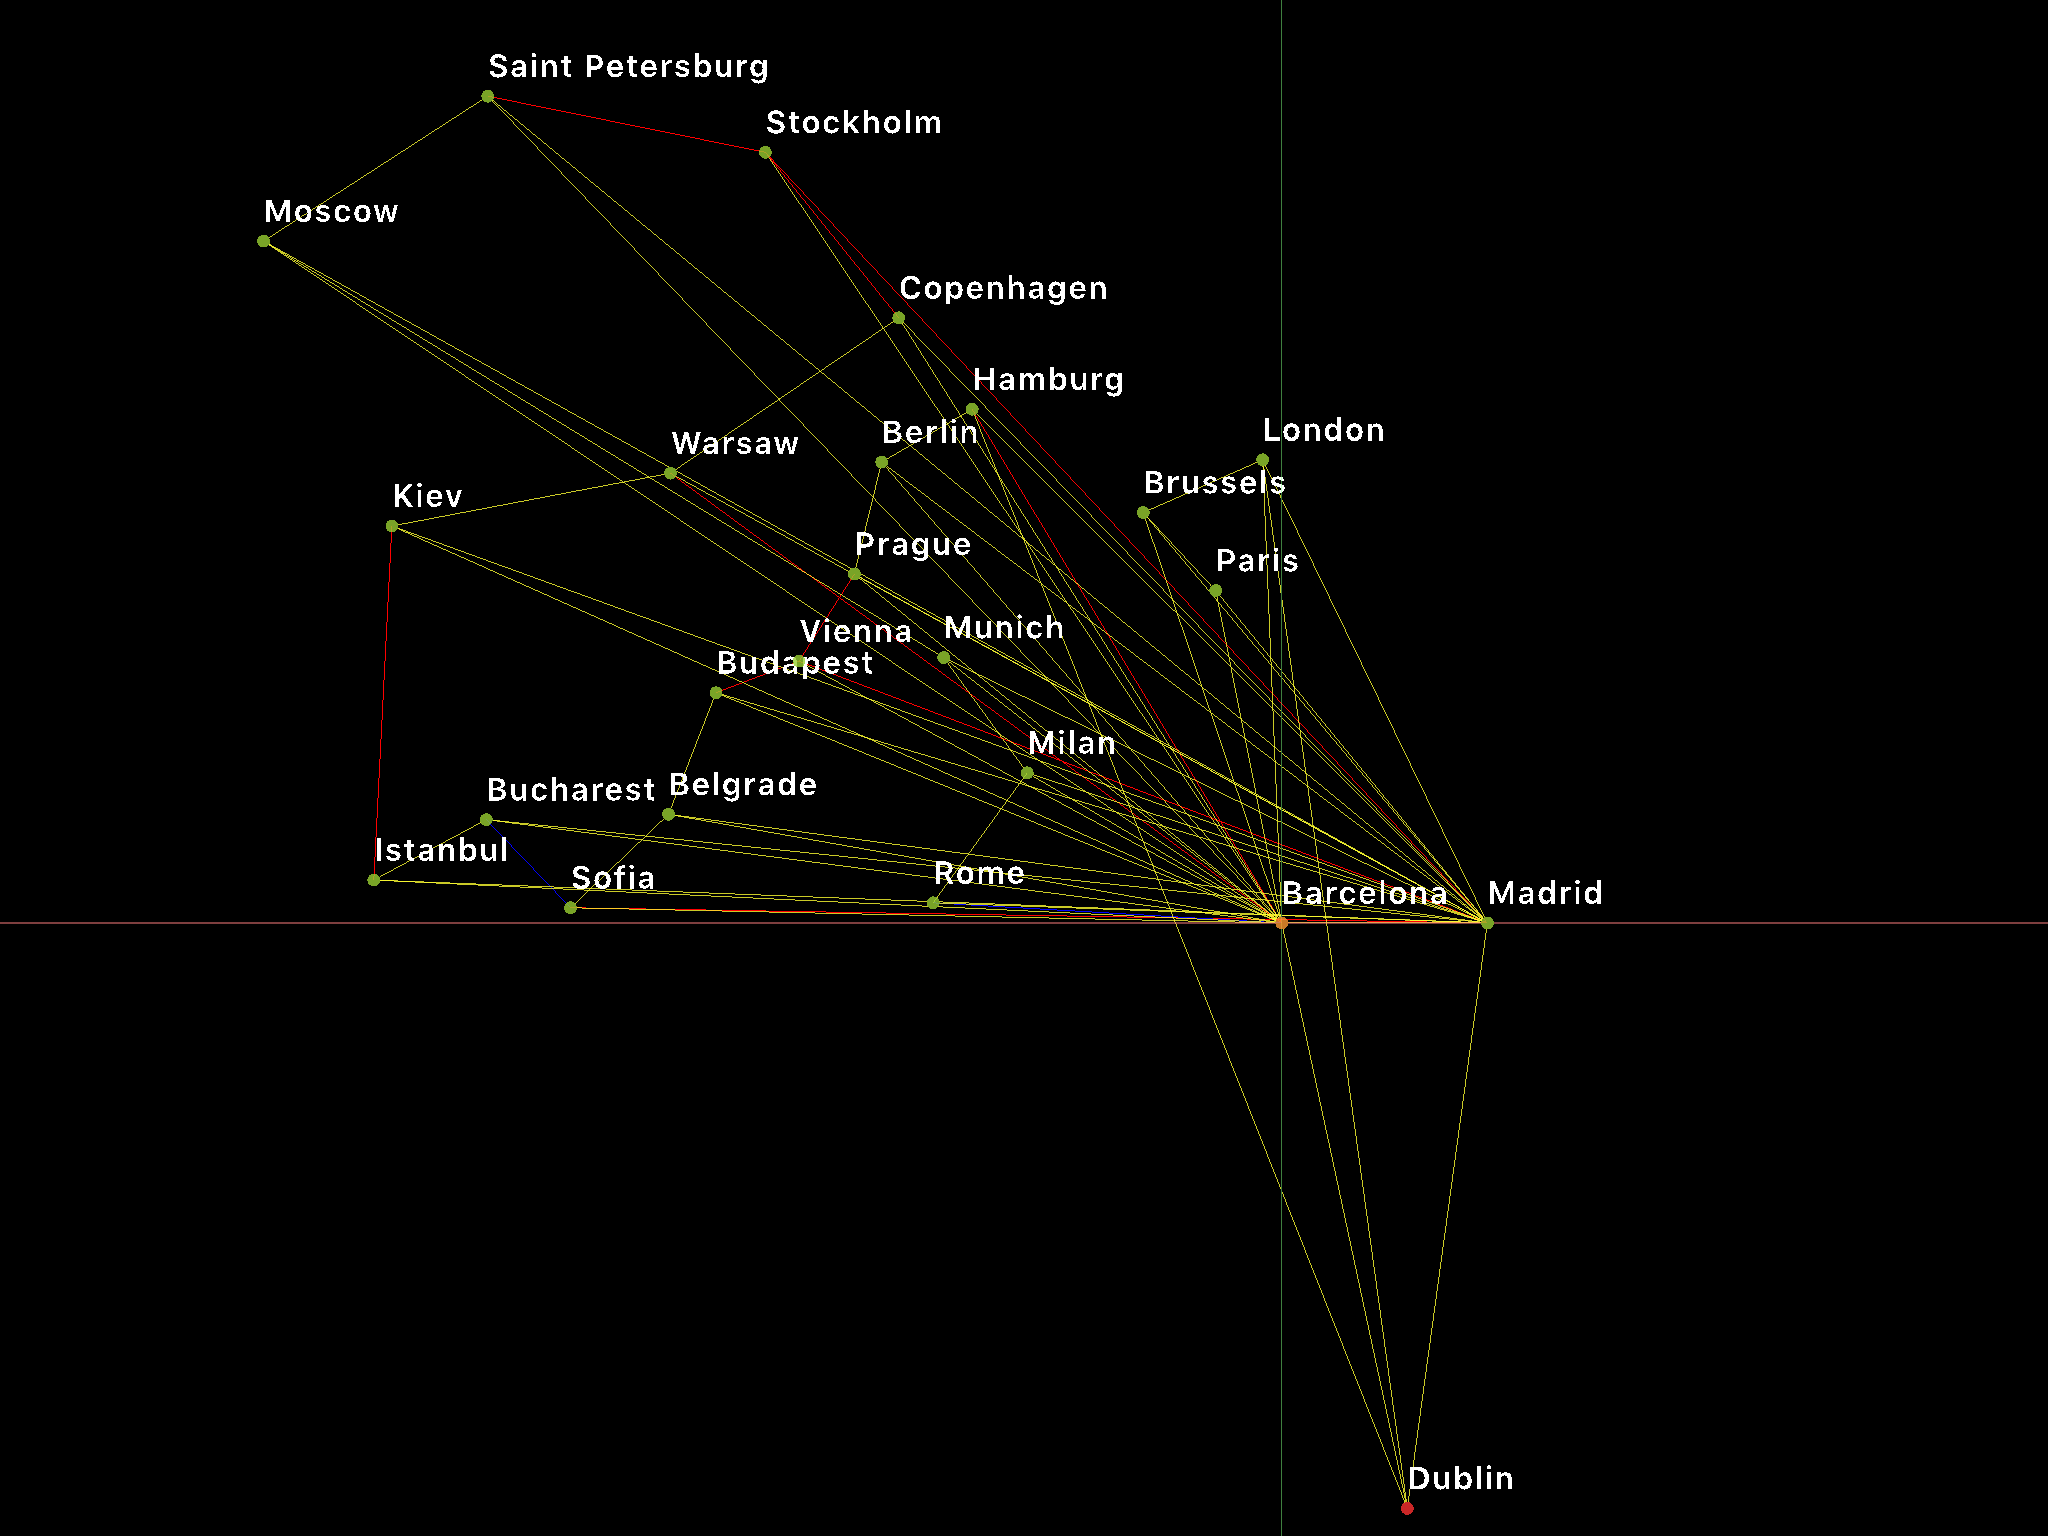 Saint Petersburg
Stockholm
Moscow
Copenhagen
Hamburg
London
Berlin
Warsaw
Brussels
Kiev
Prague
Paris
Vienna
Munich
Budapest
Milan
Belgrade
Bucharest
Istanbul
Rome
Sofia
Barcelona
Madrid
Dublin